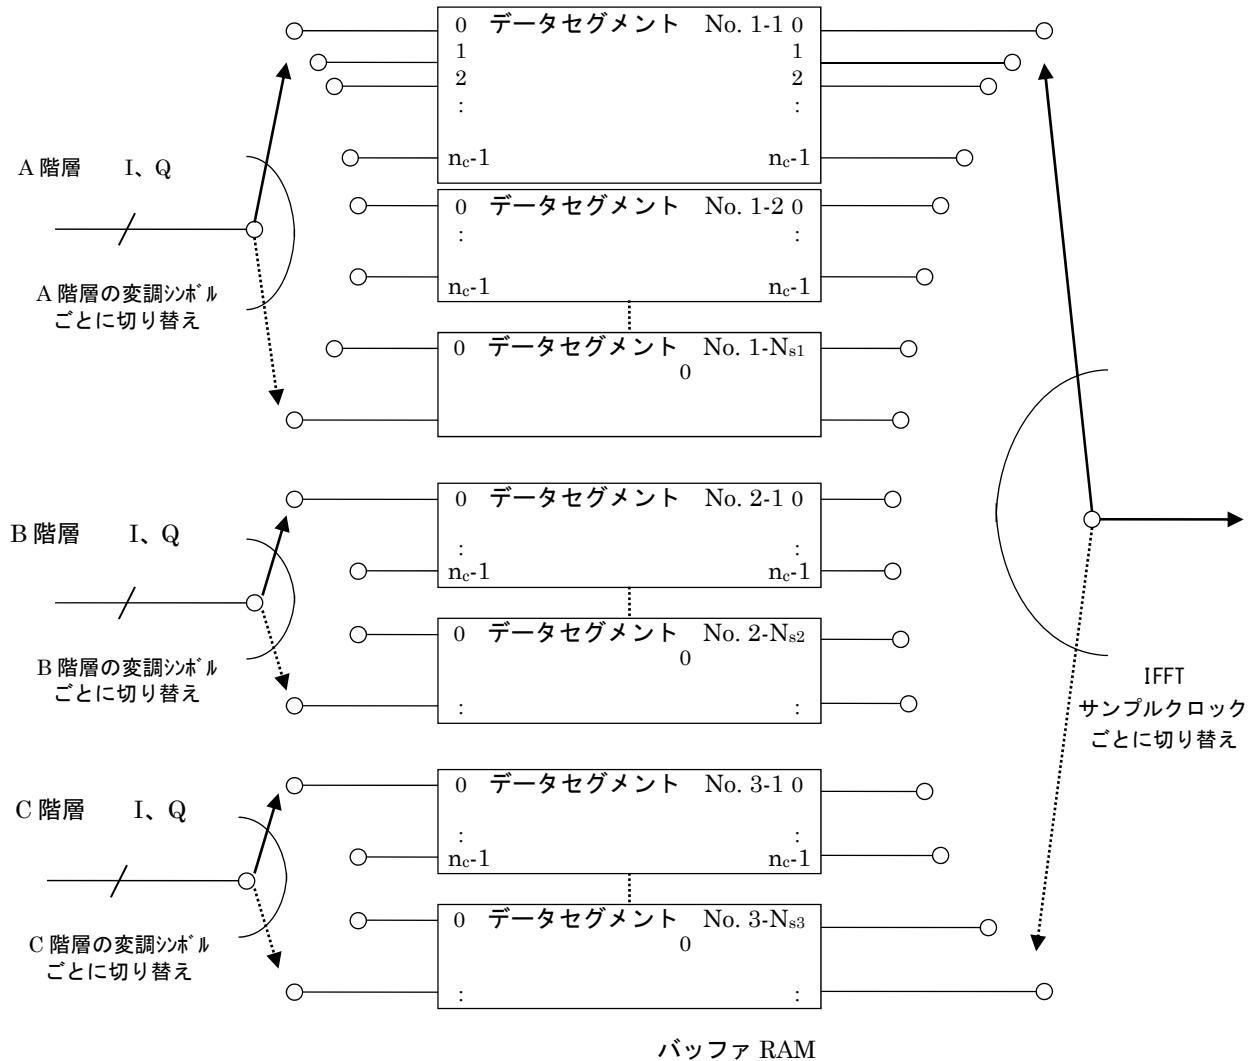 0 データセグメント No. 1-1 0
1 1
2 2
: :
nc-1 nc-1
A 階層 I、Q
0 データセグメント No. 1-2 0
: :
nc-1 nc-1
A 階層の変調ｼﾝﾎﾞﾙ
ごとに切り替え
0 データセグメント No. 1-Ns1
0
0 データセグメント No. 2-1 0
: :
nc-1 nc-1
B 階層 I、Q
0 データセグメント No. 2-Ns2
0
: :
B 階層の変調ｼﾝﾎﾞﾙ
ごとに切り替え
IFFT
サンプルクロック
ごとに切り替え
0 データセグメント No. 3-1 0
: :
nc-1 nc-1
C 階層 I、Q
0 データセグメント No. 3-Ns3
0
: :
C 階層の変調ｼﾝﾎﾞﾙ
ごとに切り替え
バッファ RAM